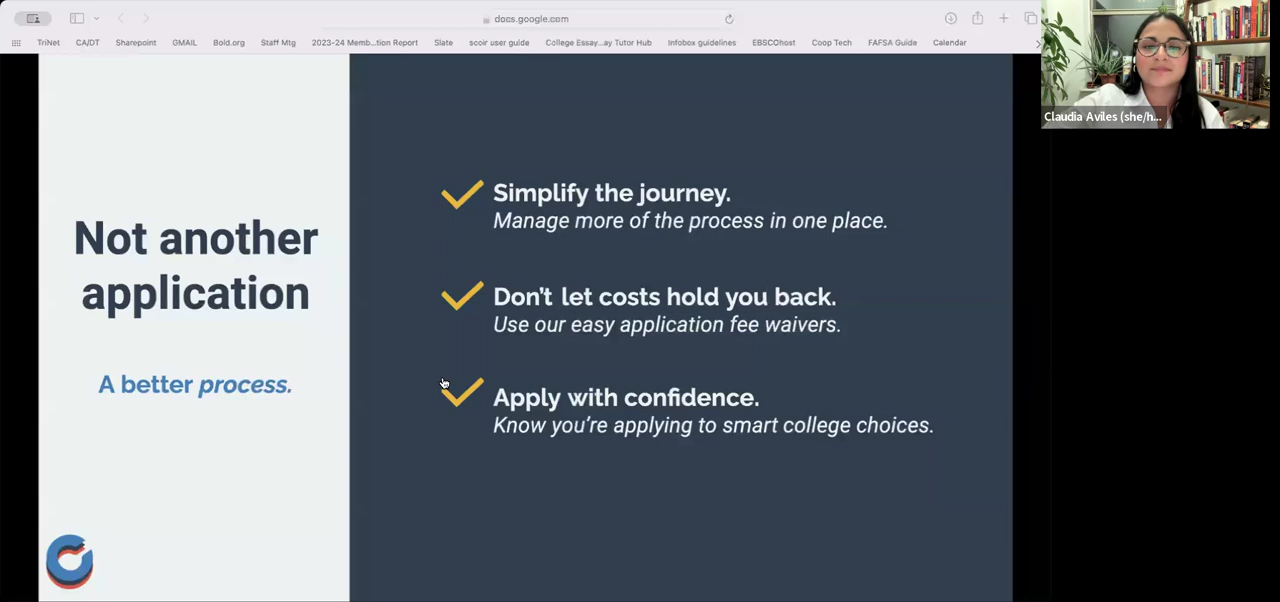 docs.google.com
TriNet CA/DT Sharepoint GMAIL Bold.org Staff Mtg 2023-24 Memb...tion Report Slate scoir user guide College Essay...ay Tutor Hub Infobox guidelines EBSCOhost Coop Tech FAFSA Guide Calendar
Claudia Aviles (she/h...
Not another
application
A better process.
Simplify the journey.
Manage more of the process in one place.
Don't let costs hold you back.
Use our easy application fee waivers.
Apply with confidence.
Know you're applying to smart college choices.